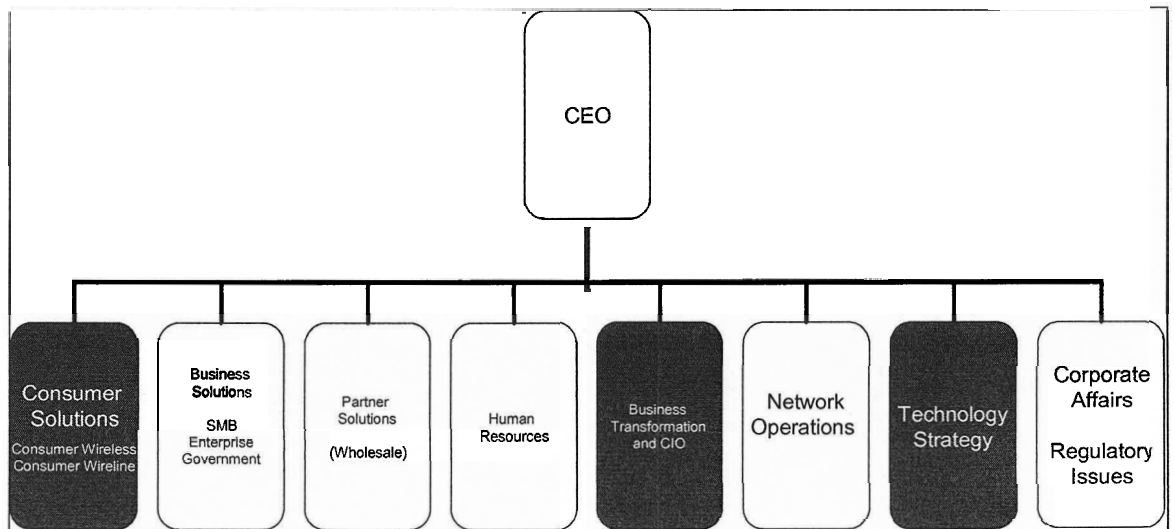 CEO
Consumer
Solutions
Consumer Wireless
Consumer Wireline
Business
Solutions
SMB
Enterprise
Government
Partner
Solutions
(Wholesale)
Human
Resources
Business
Transformation
and CIO
Network
Operations
Technology
Strategy
Corporate
Affairs
Regulatory
Issues